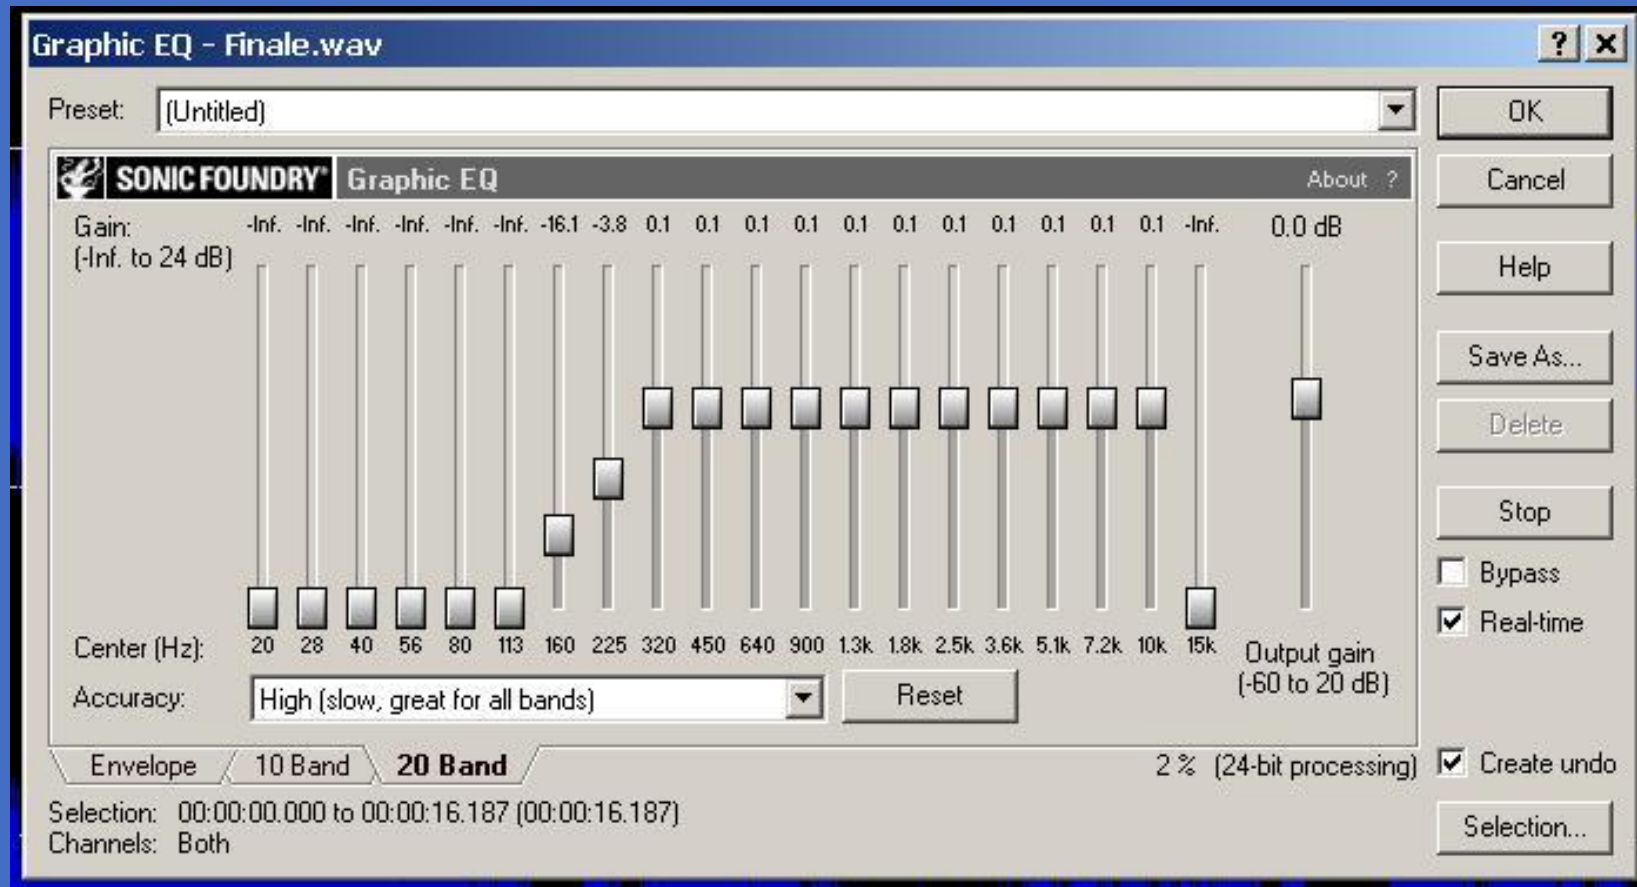 Graphic EQ - Finale.wav
Preset: (Untitled)
OK
SONIC FOUNDRY® Graphic EQ About ?
Cancel
Gain: -Inf. -Inf. -Inf. -Inf. -Inf. -Inf. -16.1 -3.8 0.1 0.1 0.1 0.1 0.1 0.1 0.1 0.1 0.1 0.1 0.1 -Inf. 0.0 dB
(-Inf. to 24 dB)
Help
Save As...
Delete
Stop
Bypass
Real-time
Center (Hz): 20 28 40 56 80 113 160 225 320 450 640 900 1.3k 1.8k 2.5k 3.6k 5.1k 7.2k 10k 15k
Output gain
(-60 to 20 dB)
Accuracy: High (slow, great for all bands) Reset
Envelope 10 Band 20 Band 2 % (24-bit processing)
Create undo
Selection: 00:00:00.000 to 00:00:16.187 (00:00:16.187)
Channels: Both
Selection...